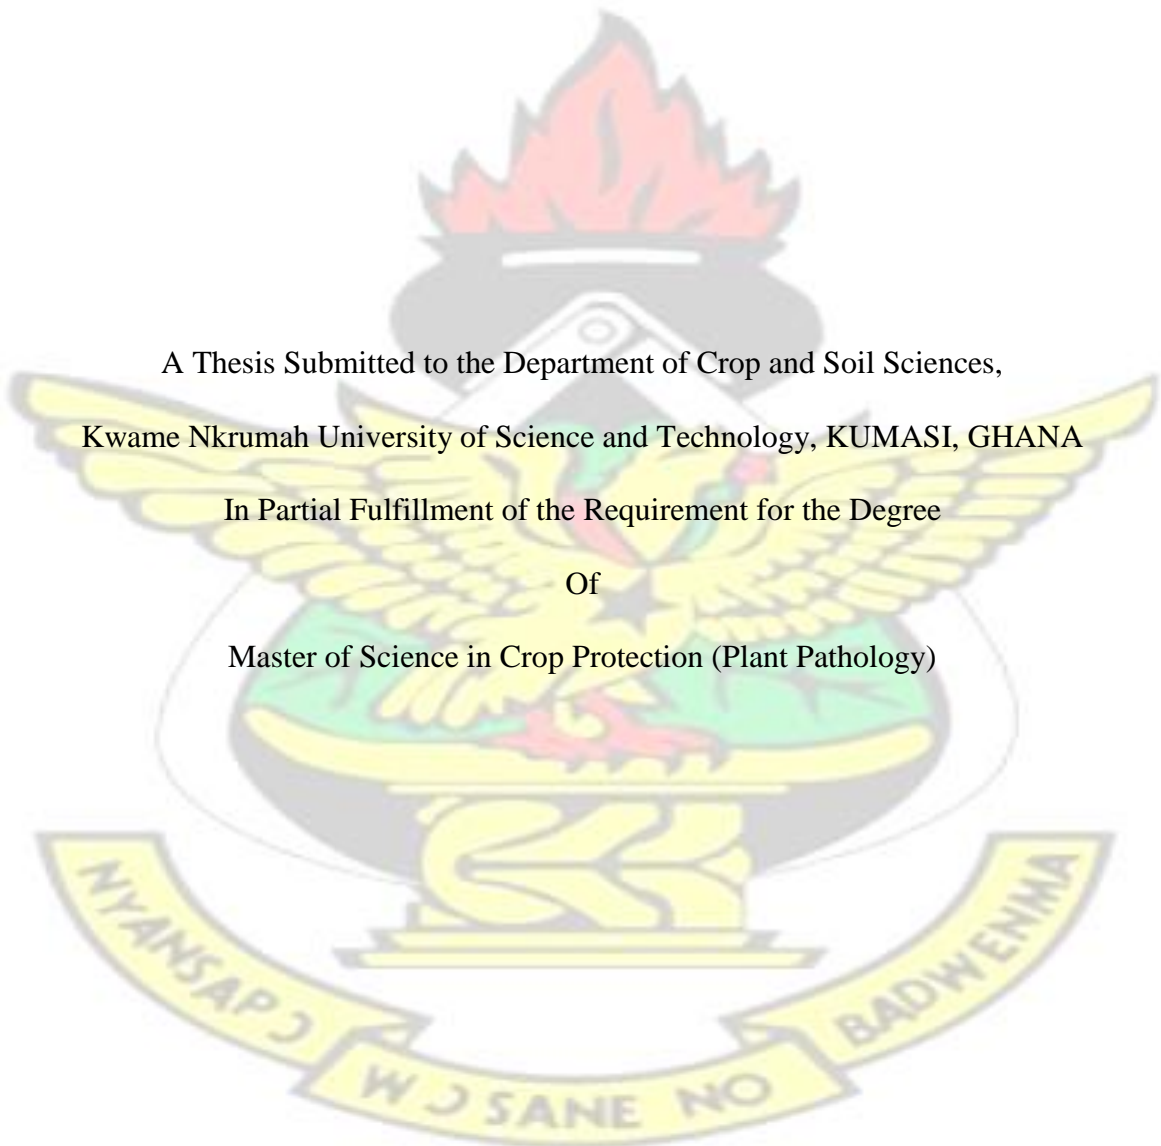 A Thesis Submitted to the Department of Crop and Soil Sciences,
Kwame Nkrumah University of Science and Technology, KUMASI, GHANA
In Partial Fulfillment of the Requirement for the Degree
Of
Master of Science in Crop Protection (Plant Pathology)
NYANSAPƆ
WƆSANE NO
BADWENMA